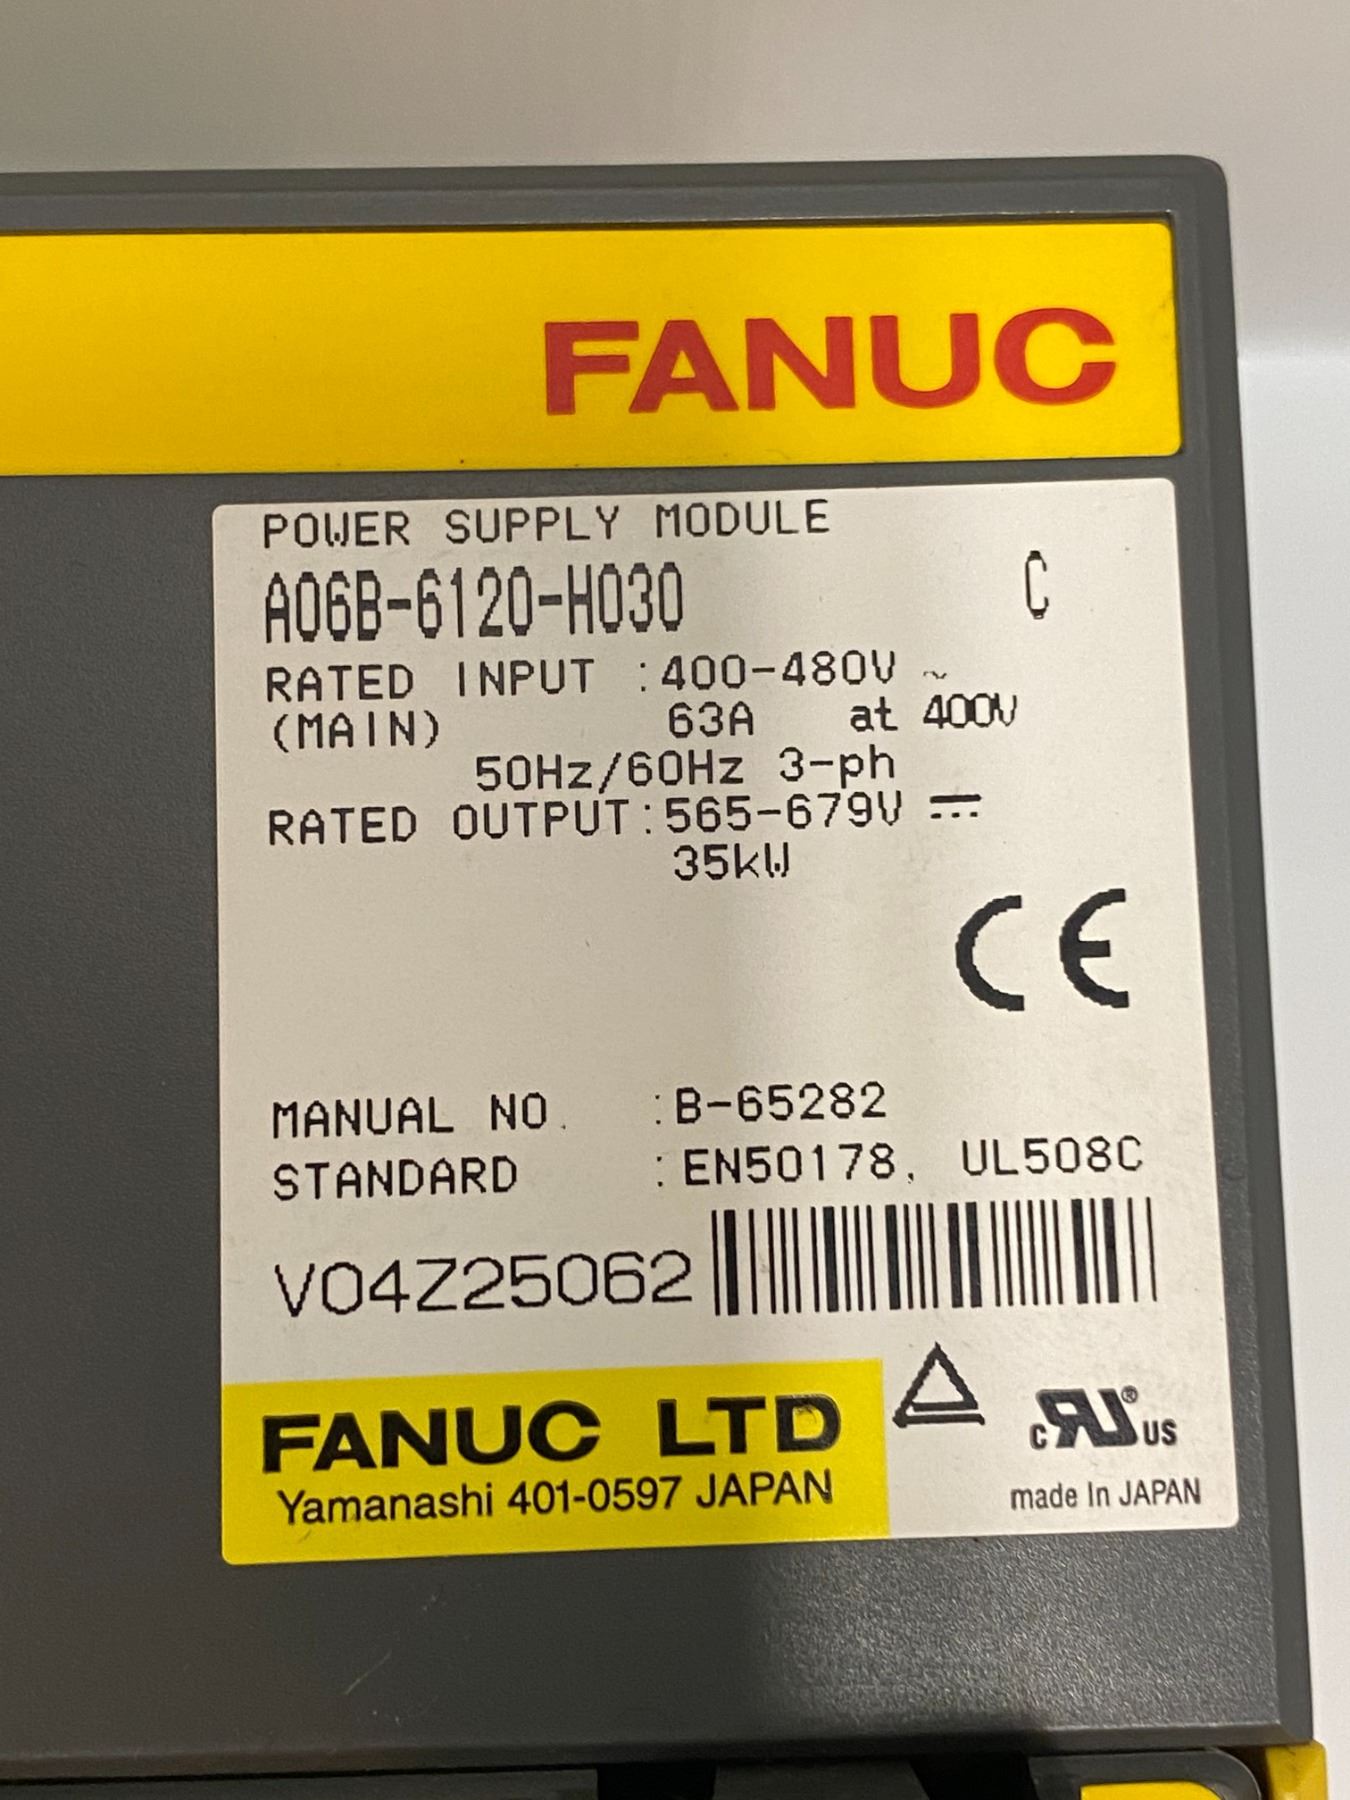 FANUC
POWER SUPPLY MODULE
A06B-6120-H030 C
RATED INPUT :400-480V ~
(MAIN) 63A at 400V
50Hz/60Hz 3-ph
RATED OUTPUT:565-679V ⎓
35kW
CE
MANUAL NO. :B-65282
STANDARD :EN50178, UL508C
V04Z25062
FANUC LTD
Yamanashi 401-0597 JAPAN
c RU ® US
made In JAPAN